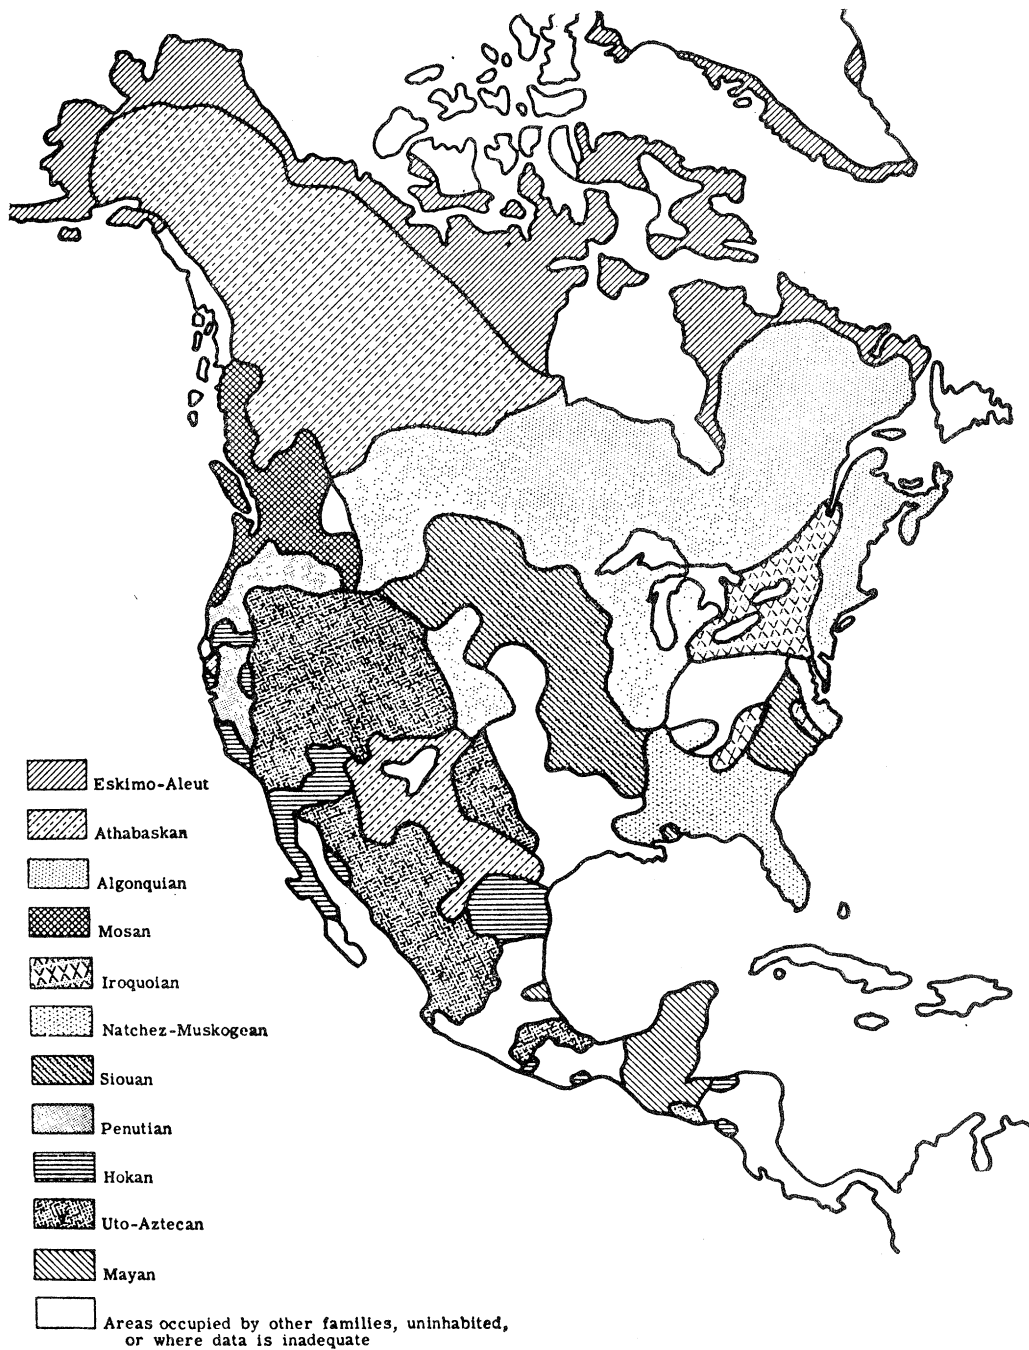 Eskimo-Aleut
Athabaskan
Algonquian
Mosan
Iroquoian
Natchez-Muskogean
Siouan
Penutian
Hokan
Uto-Aztecan
Mayan
Areas occupied by other families, uninhabited,
or where data is inadequate